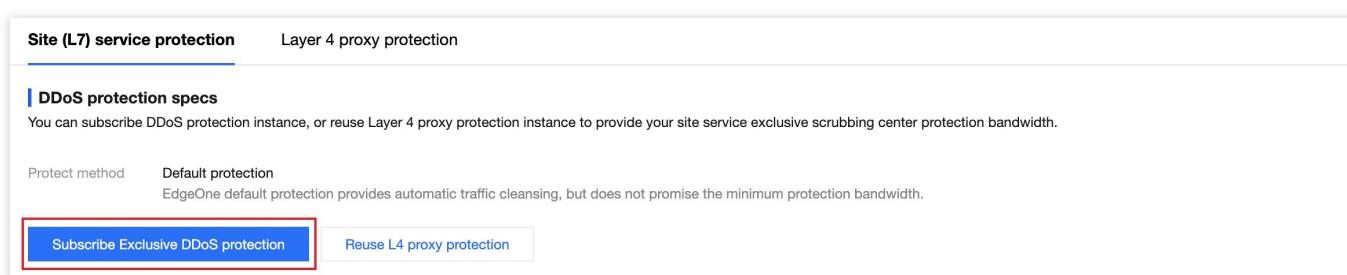 Site (L7) service protection    Layer 4 proxy protection
DDoS protection specs
You can subscribe DDoS protection instance, or reuse Layer 4 proxy protection instance to provide your site service exclusive scrubbing center protection bandwidth.
Protect method    Default protection
EdgeOne default protection provides automatic traffic cleansing, but does not promise the minimum protection bandwidth.
Subscribe Exclusive DDoS protection    Reuse L4 proxy protection